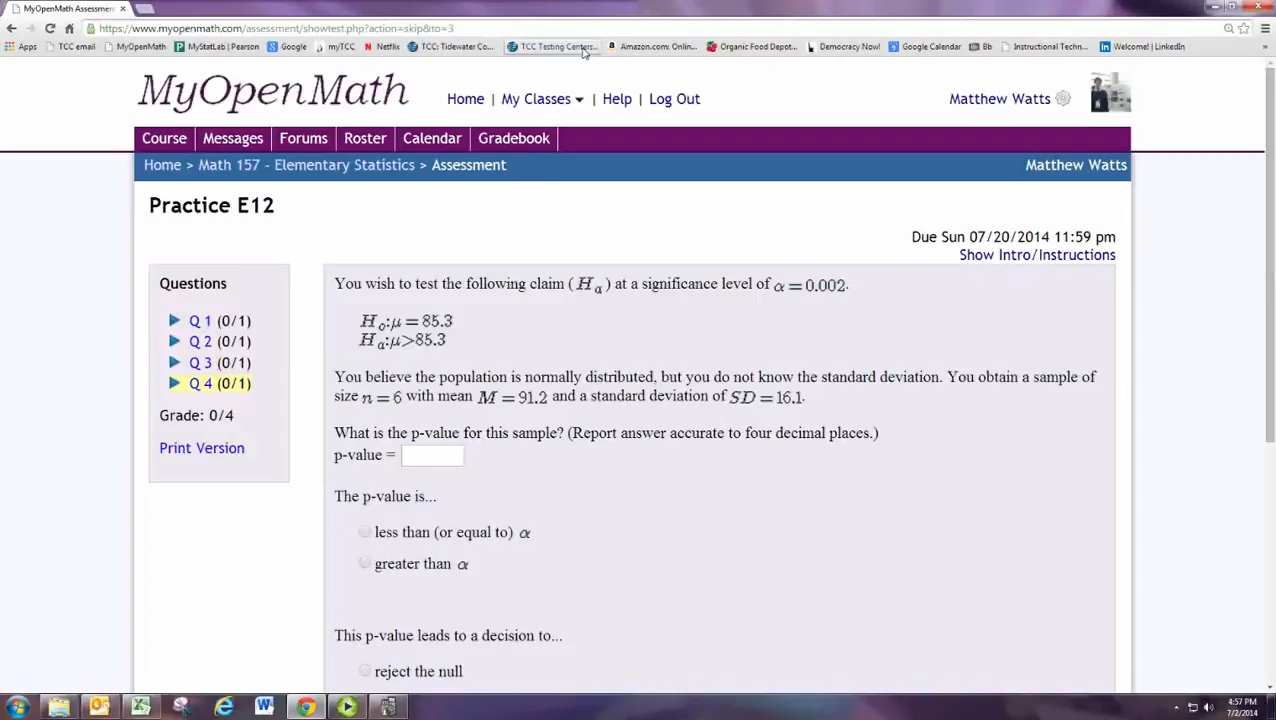 MyOpenMath Assessment
https://www.myopenmath.com/assessment/showtest.php?action=skip&to=3
Apps TCC email MyOpenMath MyStatLab | Pearson Google myTCC Netflix TCC: Tidewater Co... TCC Testing Centers... Amazon.com: Onlin... Organic Food Depot... Democracy Now! Google Calendar Bb Instructional Techn... Welcome! | LinkedIn »
MyOpenMath Home | My Classes | Help | Log Out Matthew Watts
Course Messages Forums Roster Calendar Gradebook
Home > Math 157 - Elementary Statistics > Assessment Matthew Watts
Practice E12
Due Sun 07/20/2014 11:59 pm
Show Intro/Instructions
Questions
Q 1 (0/1)
Q 2 (0/1)
Q 3 (0/1)
Q 4 (0/1)
Grade: 0/4
Print Version
You wish to test the following claim (Hₐ) at a significance level of α = 0.002.
Hₒ:μ = 85.3
Hₐ:μ>85.3
You believe the population is normally distributed, but you do not know the standard deviation. You obtain a sample of
size n = 6 with mean M = 91.2 and a standard deviation of SD = 16.1.
What is the p-value for this sample? (Report answer accurate to four decimal places.)
p-value =
The p-value is...
less than (or equal to) α
greater than α
This p-value leads to a decision to...
reject the null
4:57 PM
7/2/2014